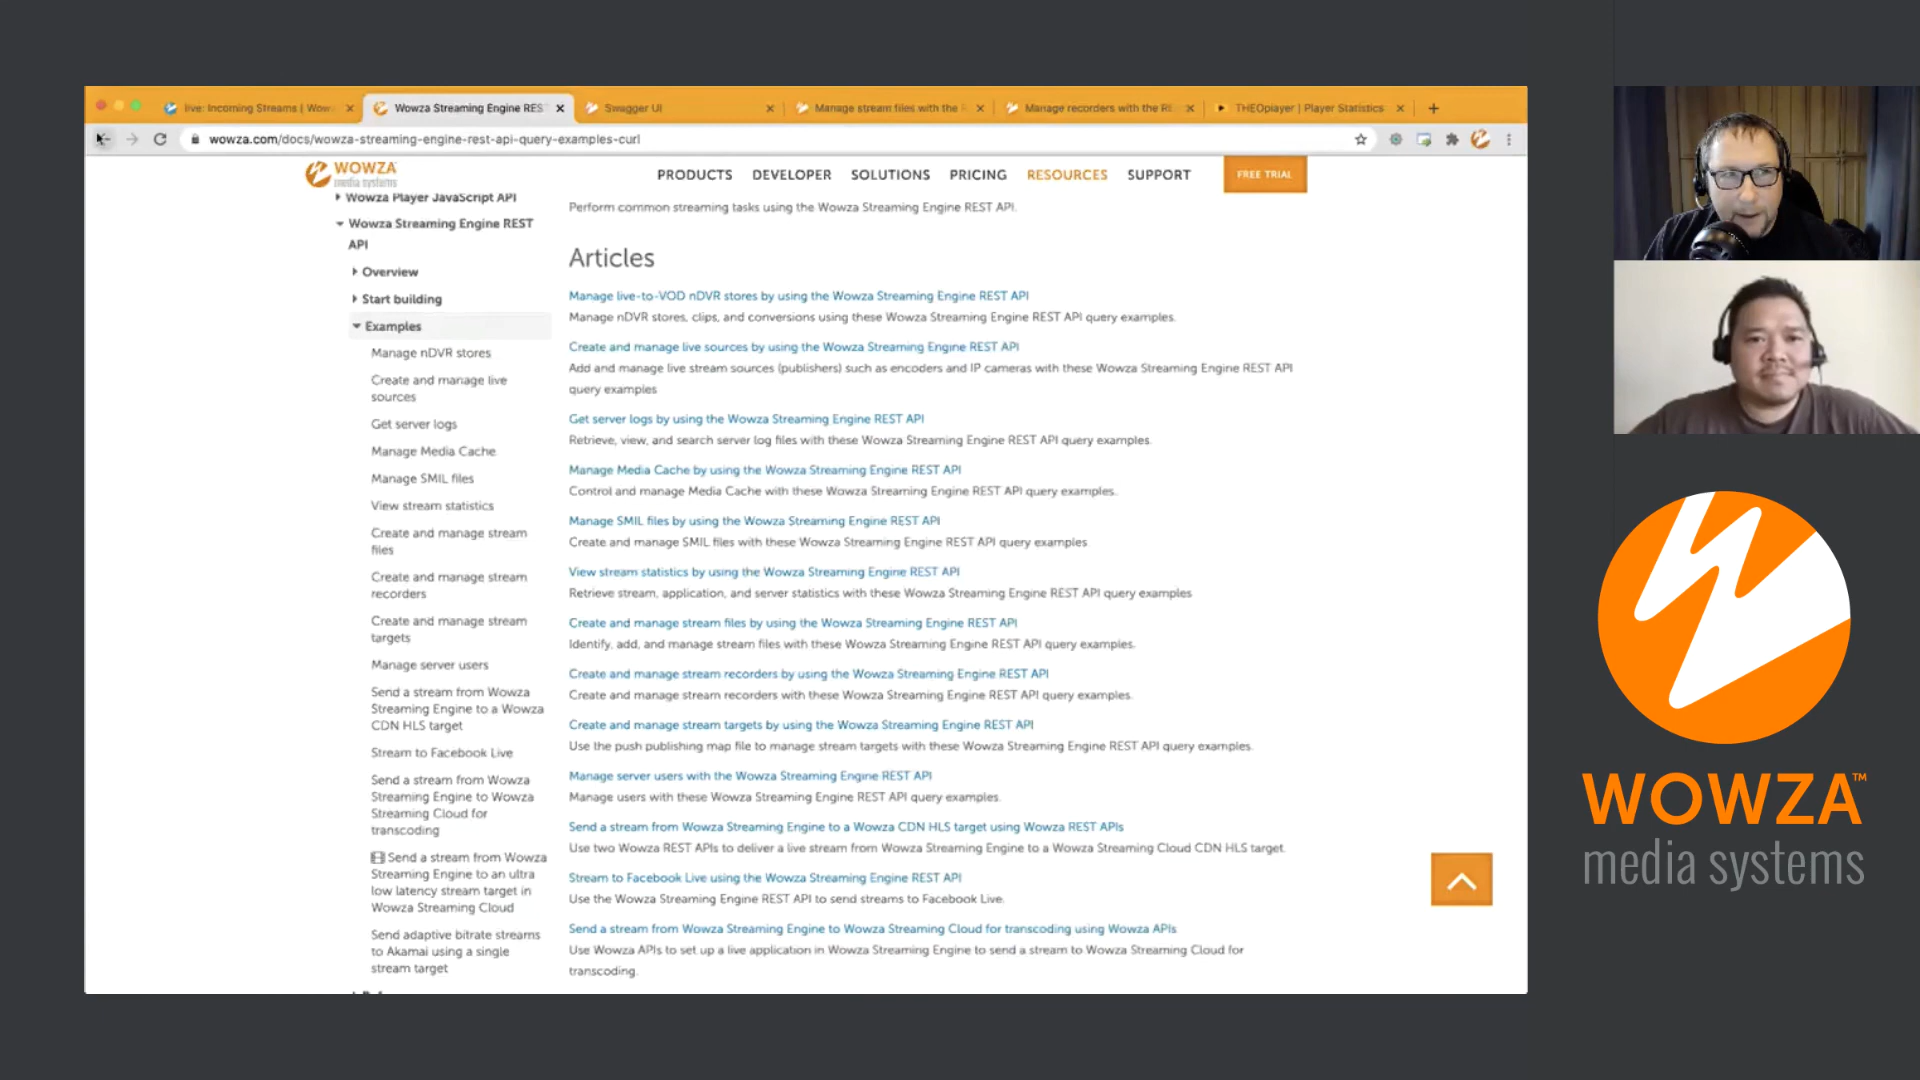 live: Incoming Streams | Wow
Wowza Streaming Engine RES
Swagger UI
Manage stream files with the R
Manage recorders with the RE
THEOplayer | Player Statistics
wowza.com/docs/wowza-streaming-engine-rest-api-query-examples-curl
WOWZA
media systems
PRODUCTS DEVELOPER SOLUTIONS PRICING RESOURCES SUPPORT
FREE TRIAL
Wowza Player JavaScript API
Wowza Streaming Engine REST
API
Overview
Start building
Examples
Manage nDVR stores
Create and manage live
sources
Get server logs
Manage Media Cache
Manage SMIL files
View stream statistics
Create and manage stream
files
Create and manage stream
recorders
Create and manage stream
targets
Manage server users
Send a stream from Wowza
Streaming Engine to a Wowza
CDN HLS target
Stream to Facebook Live
Send a stream from Wowza
Streaming Engine to Wowza
Streaming Cloud for
transcoding
Send a stream from Wowza
Streaming Engine to an ultra
low latency stream target in
Wowza Streaming Cloud
Send adaptive bitrate streams
to Akamai using a single
stream target
Perform common streaming tasks using the Wowza Streaming Engine REST API.
Articles
Manage live-to-VOD nDVR stores by using the Wowza Streaming Engine REST API
Manage nDVR stores, clips, and conversions using these Wowza Streaming Engine REST API query examples.
Create and manage live sources by using the Wowza Streaming Engine REST API
Add and manage live stream sources (publishers) such as encoders and IP cameras with these Wowza Streaming Engine REST API
query examples
Get server logs by using the Wowza Streaming Engine REST API
Retrieve, view, and search server log files with these Wowza Streaming Engine REST API query examples.
Manage Media Cache by using the Wowza Streaming Engine REST API
Control and manage Media Cache with these Wowza Streaming Engine REST API query examples.
Manage SMIL files by using the Wowza Streaming Engine REST API
Create and manage SMIL files with these Wowza Streaming Engine REST API query examples
View stream statistics by using the Wowza Streaming Engine REST API
Retrieve stream, application, and server statistics with these Wowza Streaming Engine REST API query examples
Create and manage stream files by using the Wowza Streaming Engine REST API
Identify, add, and manage stream files with these Wowza Streaming Engine REST API query examples.
Create and manage stream recorders by using the Wowza Streaming Engine REST API
Create and manage stream recorders with these Wowza Streaming Engine REST API query examples.
Create and manage stream targets by using the Wowza Streaming Engine REST API
Use the push publishing map file to manage stream targets with these Wowza Streaming Engine REST API query examples.
Manage server users with the Wowza Streaming Engine REST API
Manage users with these Wowza Streaming Engine REST API query examples.
Send a stream from Wowza Streaming Engine to a Wowza CDN HLS target using Wowza REST APIs
Use two Wowza REST APIs to deliver a live stream from Wowza Streaming Engine to a Wowza Streaming Cloud CDN HLS target.
Stream to Facebook Live using the Wowza Streaming Engine REST API
Use the Wowza Streaming Engine REST API to send streams to Facebook Live.
Send a stream from Wowza Streaming Engine to Wowza Streaming Cloud for transcoding using Wowza APIs
Use Wowza APIs to set up a live application in Wowza Streaming Engine to send a stream to Wowza Streaming Cloud for
transcoding.
WOWZA™
media systems